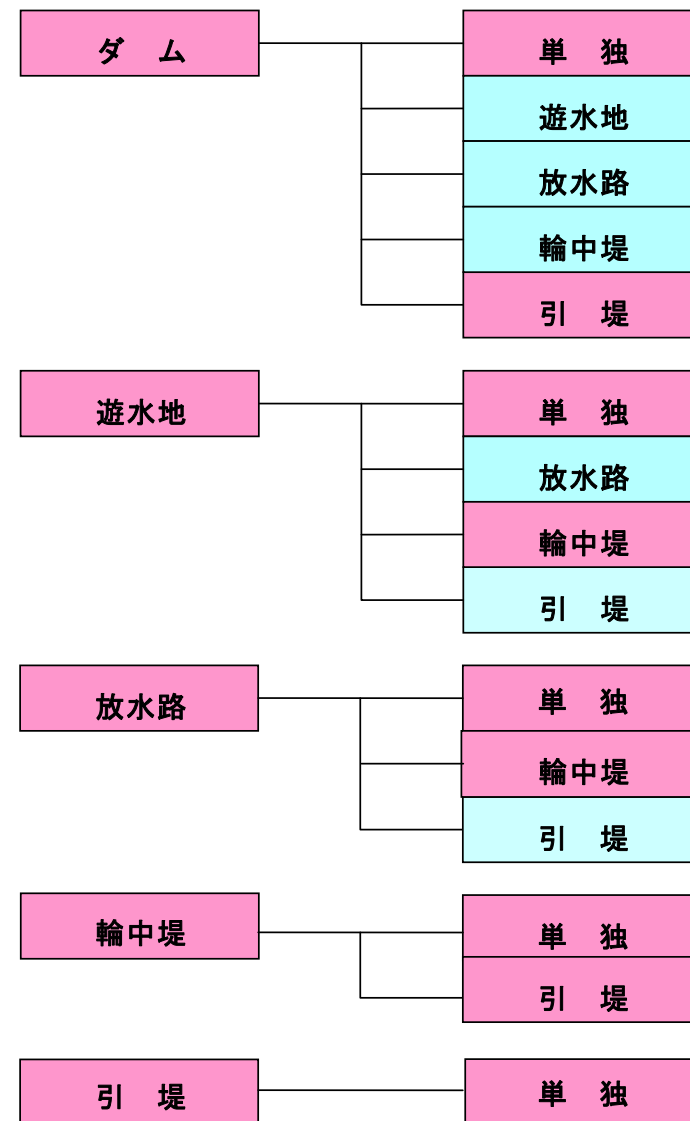 ダ　ム
単　独
遊水地
放水路
輪中堤
引　堤
遊水地
単　独
放水路
輪中堤
引　堤
放水路
単　独
輪中堤
引　堤
輪中堤
単　独
引　堤
引　堤
単　独